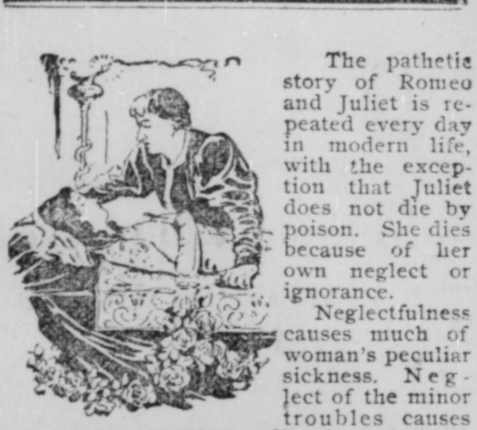 The pathetic
story of Romeo
and Juliet is re-
peated every day
in modern life,
with the excep-
tion that Juliet
does not die by
poison. She dies
because of her
own neglect or
ignorance.
Neglectfulness
causes much of
woman's peculiar
sickness. Neg-
lect of the minor
troubles causes